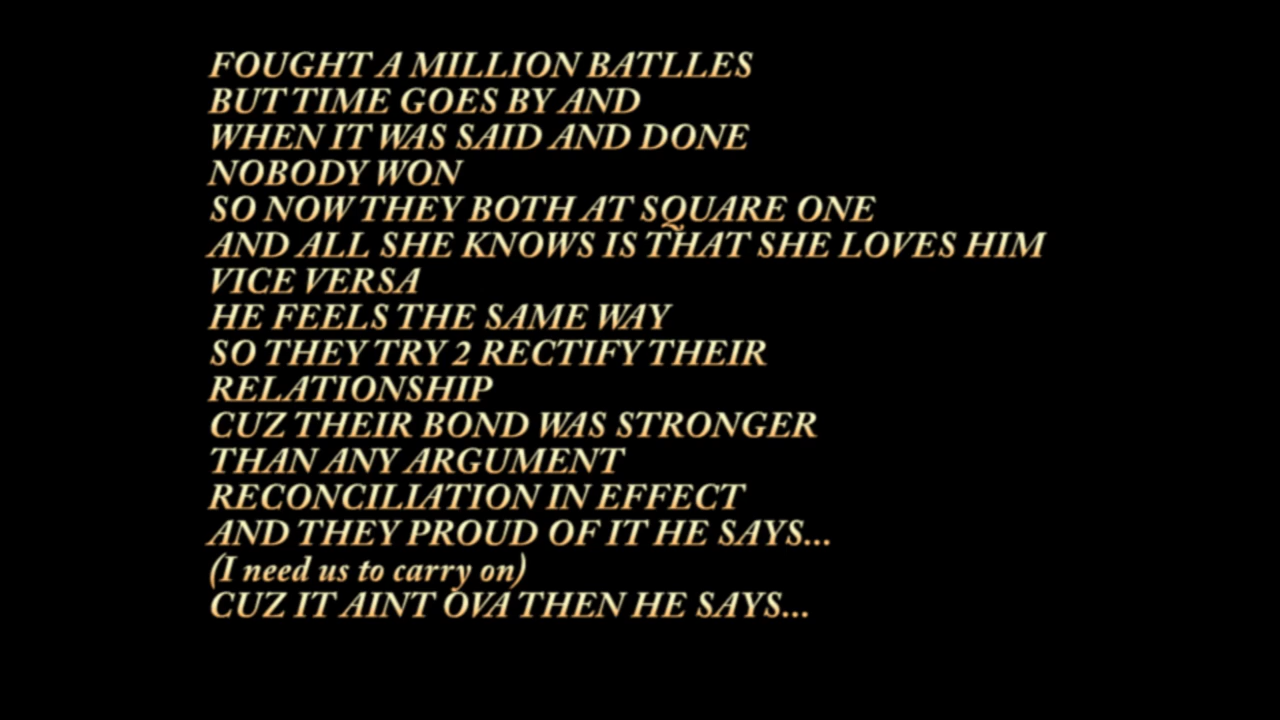 FOUGHT A MILLION BATLLES
BUT TIME GOES BY AND
WHEN IT WAS SAID AND DONE
NOBODY WON
SO NOW THEY BOTH AT SQUARE ONE
AND ALL SHE KNOWS IS THAT SHE LOVES HIM
VICE VERSA
HE FEELS THE SAME WAY
SO THEY TRY 2 RECTIFY THEIR
RELATIONSHIP
CUZ THEIR BOND WAS STRONGER
THAN ANY ARGUMENT
RECONCILIATION IN EFFECT
AND THEY PROUD OF IT HE SAYS...
(I need us to carry on)
CUZ IT AINT OVA THEN HE SAYS...